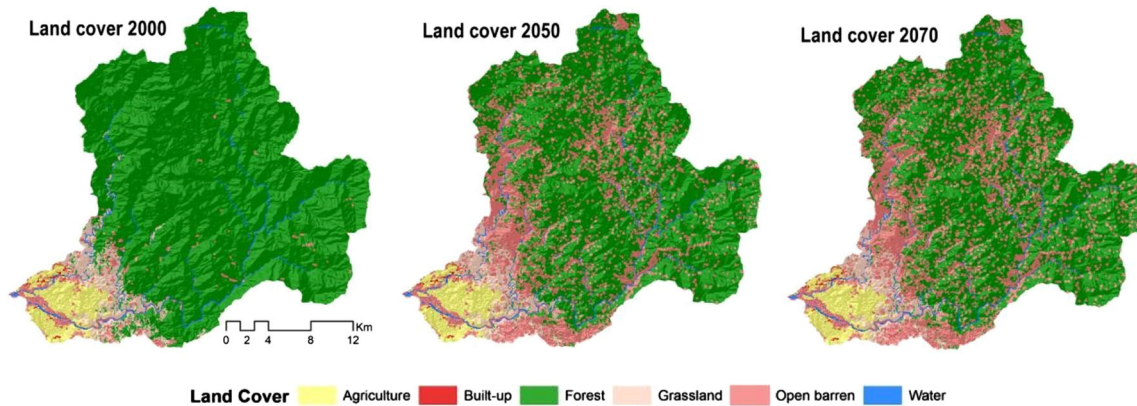 Land cover 2000
Land cover 2050
Land cover 2070
Km
0 2 4 8 12
Land Cover Agriculture Built-up Forest Grassland Open barren Water